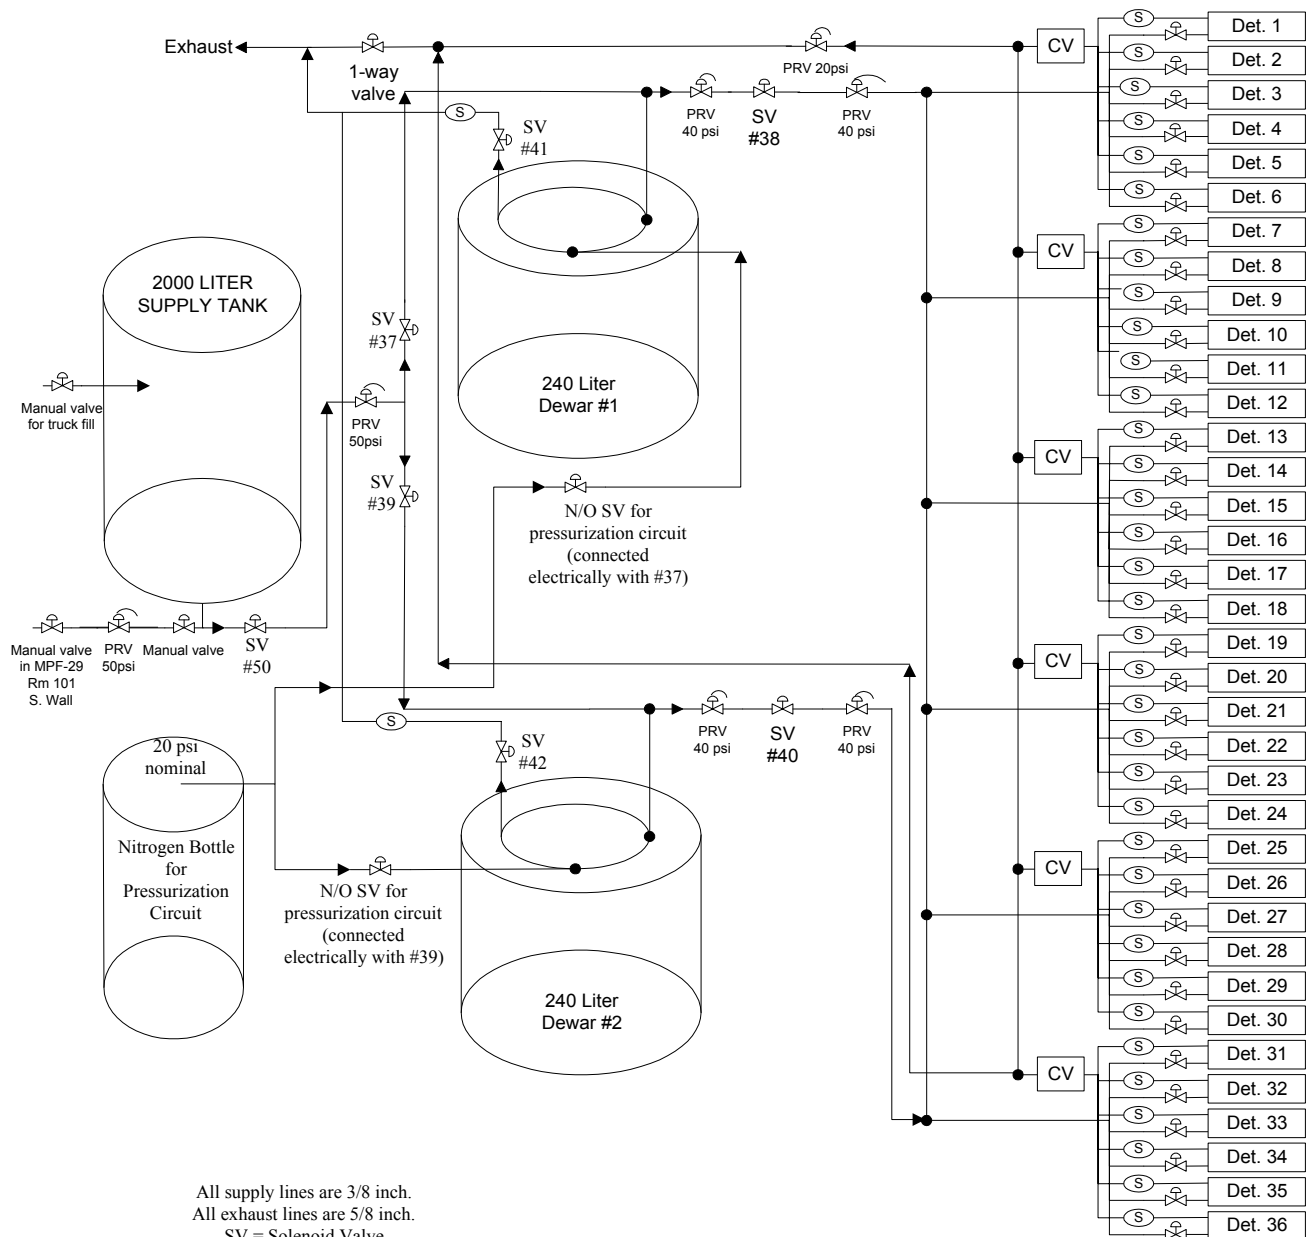 Exhaust
1-way
valve
PRV 20psi
PRV
40 psi
SV
#38
PRV
40 psi
S
SV
#41
2000 LITER
SUPPLY TANK
Manual valve
for truck fill
SV
#37
PRV
50psi
SV
#39
240 Liter
Dewar #1
N/O SV for
pressurization circuit
(connected
electrically with #37)
Manual valve
in MPF-29
Rm 101
S. Wall
PRV
50psi
Manual valve
SV
#50
S
SV
#42
PRV
40 psi
SV
#40
PRV
40 psi
20 psi
nominal
Nitrogen Bottle
for
Pressurization
Circuit
N/O SV for
pressurization circuit
(connected
electrically with #39)
240 Liter
Dewar #2
All supply lines are 3/8 inch.
All exhaust lines are 5/8 inch.
SV = Solenoid Valve
CV
S
Det. 1
S
Det. 2
S
Det. 3
S
Det. 4
S
Det. 5
S
Det. 6
CV
S
Det. 7
S
Det. 8
S
Det. 9
S
Det. 10
S
Det. 11
S
Det. 12
CV
S
Det. 13
S
Det. 14
S
Det. 15
S
Det. 16
S
Det. 17
S
Det. 18
CV
S
Det. 19
S
Det. 20
S
Det. 21
S
Det. 22
S
Det. 23
S
Det. 24
CV
S
Det. 25
S
Det. 26
S
Det. 27
S
Det. 28
S
Det. 29
S
Det. 30
CV
S
Det. 31
S
Det. 32
S
Det. 33
S
Det. 34
S
Det. 35
S
Det. 36